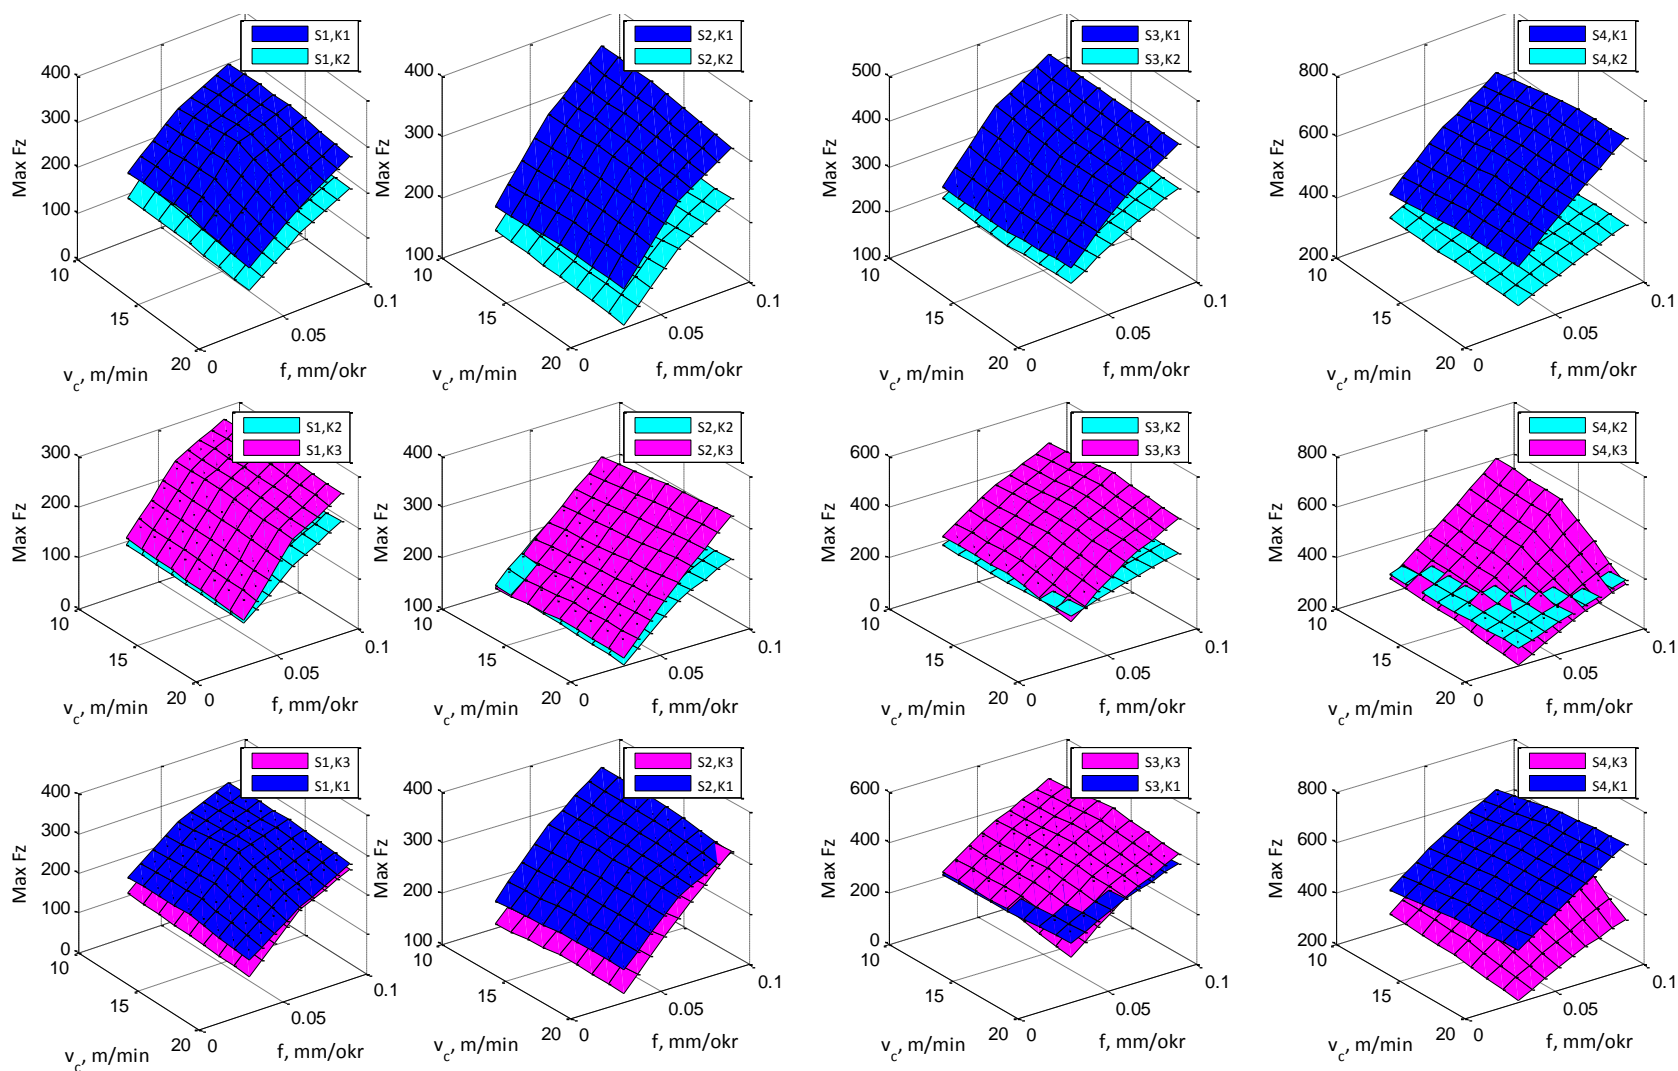 S1,K1
S1,K2
400
300
200
100
0
Max Fz
10
15
20
v_c, m/min
0
0.05
0.1
f, mm/okr
S2,K1
S2,K2
400
300
200
100
Max Fz
10
15
20
v_c, m/min
0
0.05
0.1
f, mm/okr
S3,K1
S3,K2
500
400
300
200
100
Max Fz
10
15
20
v_c, m/min
0
0.05
0.1
f, mm/okr
S4,K1
S4,K2
800
600
400
200
Max Fz
10
15
20
v_c, m/min
0
0.05
0.1
f, mm/okr
S1,K2
S1,K3
300
200
100
0
Max Fz
10
15
20
v_c, m/min
0
0.05
0.1
f, mm/okr
S2,K2
S2,K3
400
300
200
100
Max Fz
10
15
20
v_c, m/min
0
0.05
0.1
f, mm/okr
S3,K2
S3,K3
600
400
200
0
Max Fz
10
15
20
v_c, m/min
0
0.05
0.1
f, mm/okr
S4,K2
S4,K3
800
600
400
200
Max Fz
10
15
20
v_c, m/min
0
0.05
0.1
f, mm/okr
S1,K3
S1,K1
400
300
200
100
0
Max Fz
10
15
20
v_c, m/min
0
0.05
0.1
f, mm/okr
S2,K3
S2,K1
400
300
200
100
Max Fz
10
15
20
v_c, m/min
0
0.05
0.1
f, mm/okr
S3,K3
S3,K1
600
400
200
0
Max Fz
10
15
20
v_c, m/min
0
0.05
0.1
f, mm/okr
S4,K3
S4,K1
800
600
400
200
Max Fz
10
15
20
v_c, m/min
0
0.05
0.1
f, mm/okr